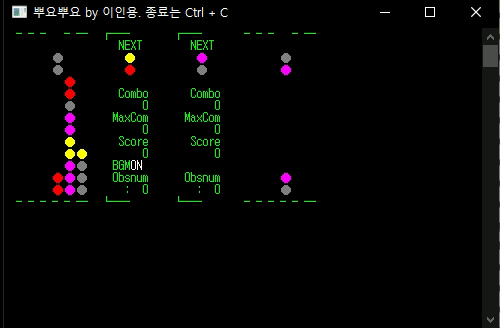 뿌요뿌요 by 이인용. 종료는 Ctrl + C
NEXT NEXT
Combo Combo
0 0
MaxCom MaxCom
0 0
Score Score
0 0
BGMON
Obsnum Obsnum
: 0 : 0